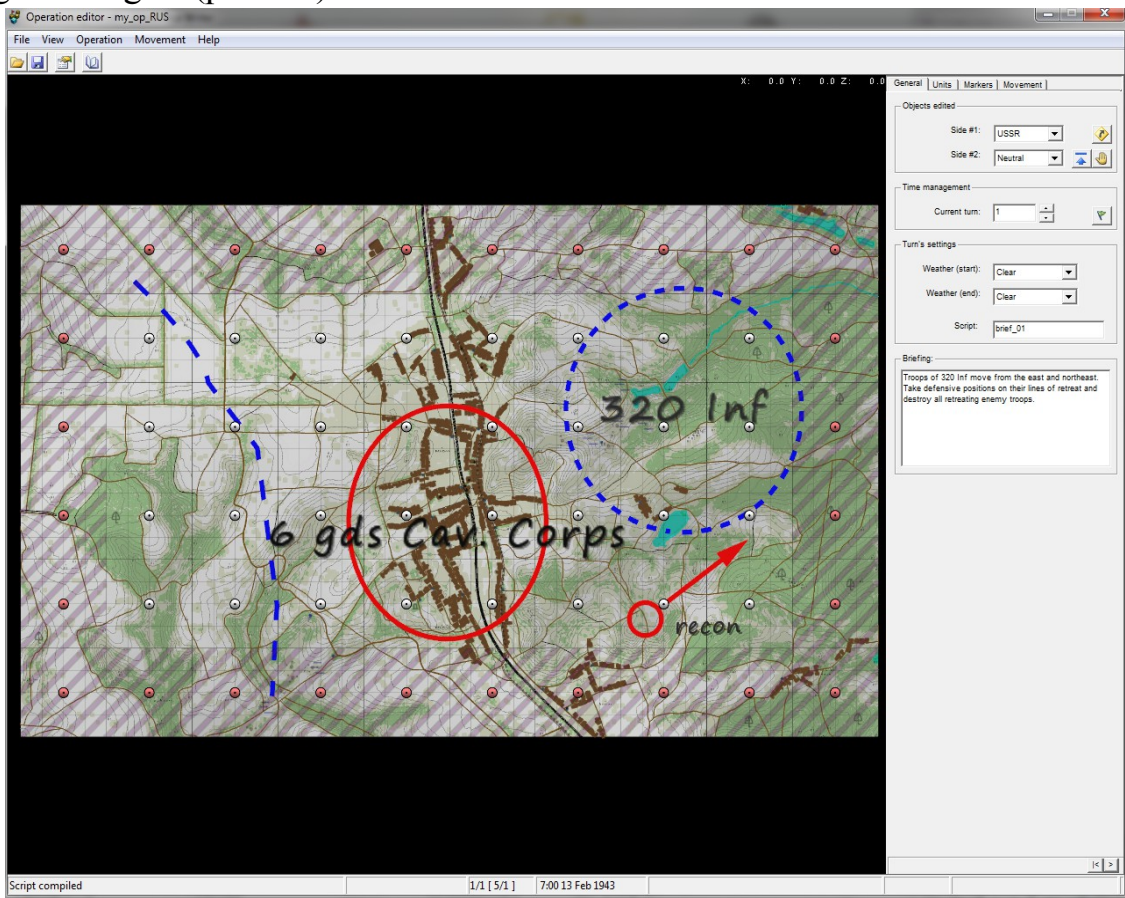 Operation editor - my_op_RUS
File View Operation Movement Help
X: 0.0 Y: 0.0 Z: 0.0
General Units Markers Movement
Objects edited
Side #1: USSR
Side #2: Neutral
Time management
Current turn: 1
Turn's settings
Weather (start): Clear
Weather (end): Clear
Script: brief_01
Briefing:
Troops of 320 Inf move from the east and northeast.
Take defensive positions on their lines of retreat and
destroy all retreating enemy troops.
320 Inf
6 gds Cav. Corps
recon
Script compiled
1/1 [ 5/1 ]
7:00 13 Feb 1943